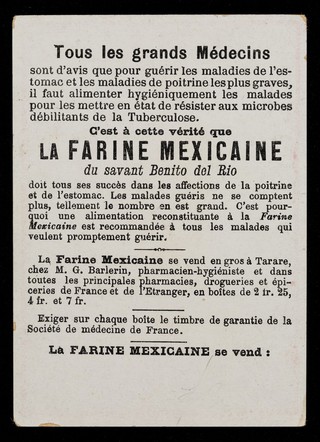 Tous les grands Médecins
sont d'avis que pour guérir les maladies de l'es-
tomac et les maladies de poitrine les plus graves,
il faut alimenter hygiéniquement les malades
pour les mettre en état de résister aux microbes
débilitants de la Tuberculose.
C'est à cette vérité que
LA FARINE MEXICAINE
du savant Benito del Rio
doit tous ses succès dans les affections de la poitrine
et de l'estomac. Les malades guéris ne se comptent
plus, tellement le nombre en est grand. C'est pour-
quoi une alimentation reconstituante à la Farine
Mexicaine est recommandée à tous les malades qui
veulent promptement guérir.
La Farine Mexicaine se vend en gros à Tarare,
chez M. G. Barlerin, pharmacien-hygiéniste et dans
toutes les principales pharmacies, drogueries et épi-
ceries de France et de l'Etranger, en boîtes de 2 fr. 25,
4 fr. et 7 fr.
Exiger sur chaque boîte le timbre de garantie de la
Société de médecine de France.
La FARINE MEXICAINE se vend :